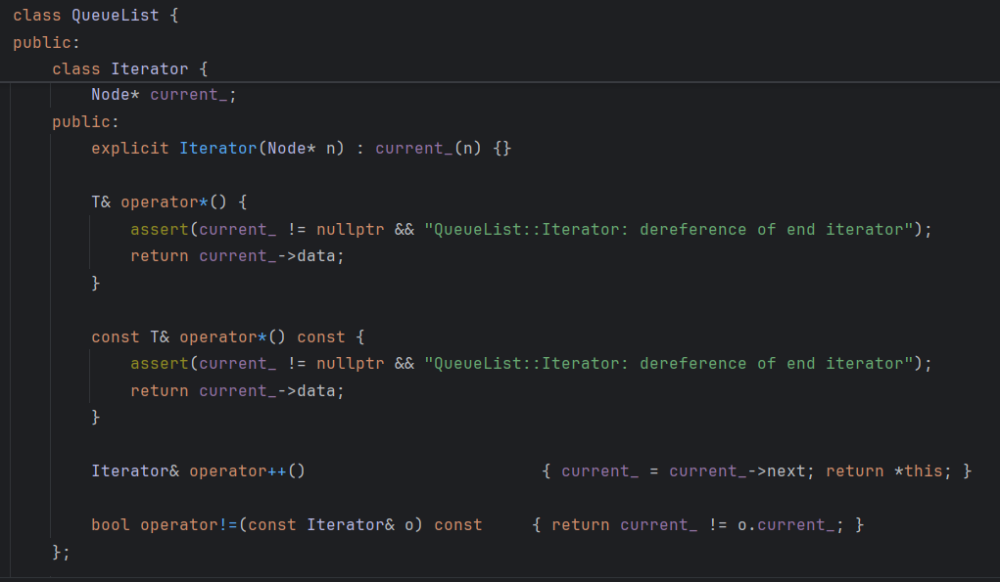 class QueueList {
public:
    class Iterator {
        Node* current_;
    public:
        explicit Iterator(Node* n) : current_(n) {}

        T& operator*() {
            assert(current_ != nullptr && "QueueList::Iterator: dereference of end iterator");
            return current_->data;
        }

        const T& operator*() const {
            assert(current_ != nullptr && "QueueList::Iterator: dereference of end iterator");
            return current_->data;
        }

        Iterator& operator++()                        { current_ = current_->next; return *this; }

        bool operator!=(const Iterator& o) const     { return current_ != o.current_; }
    };